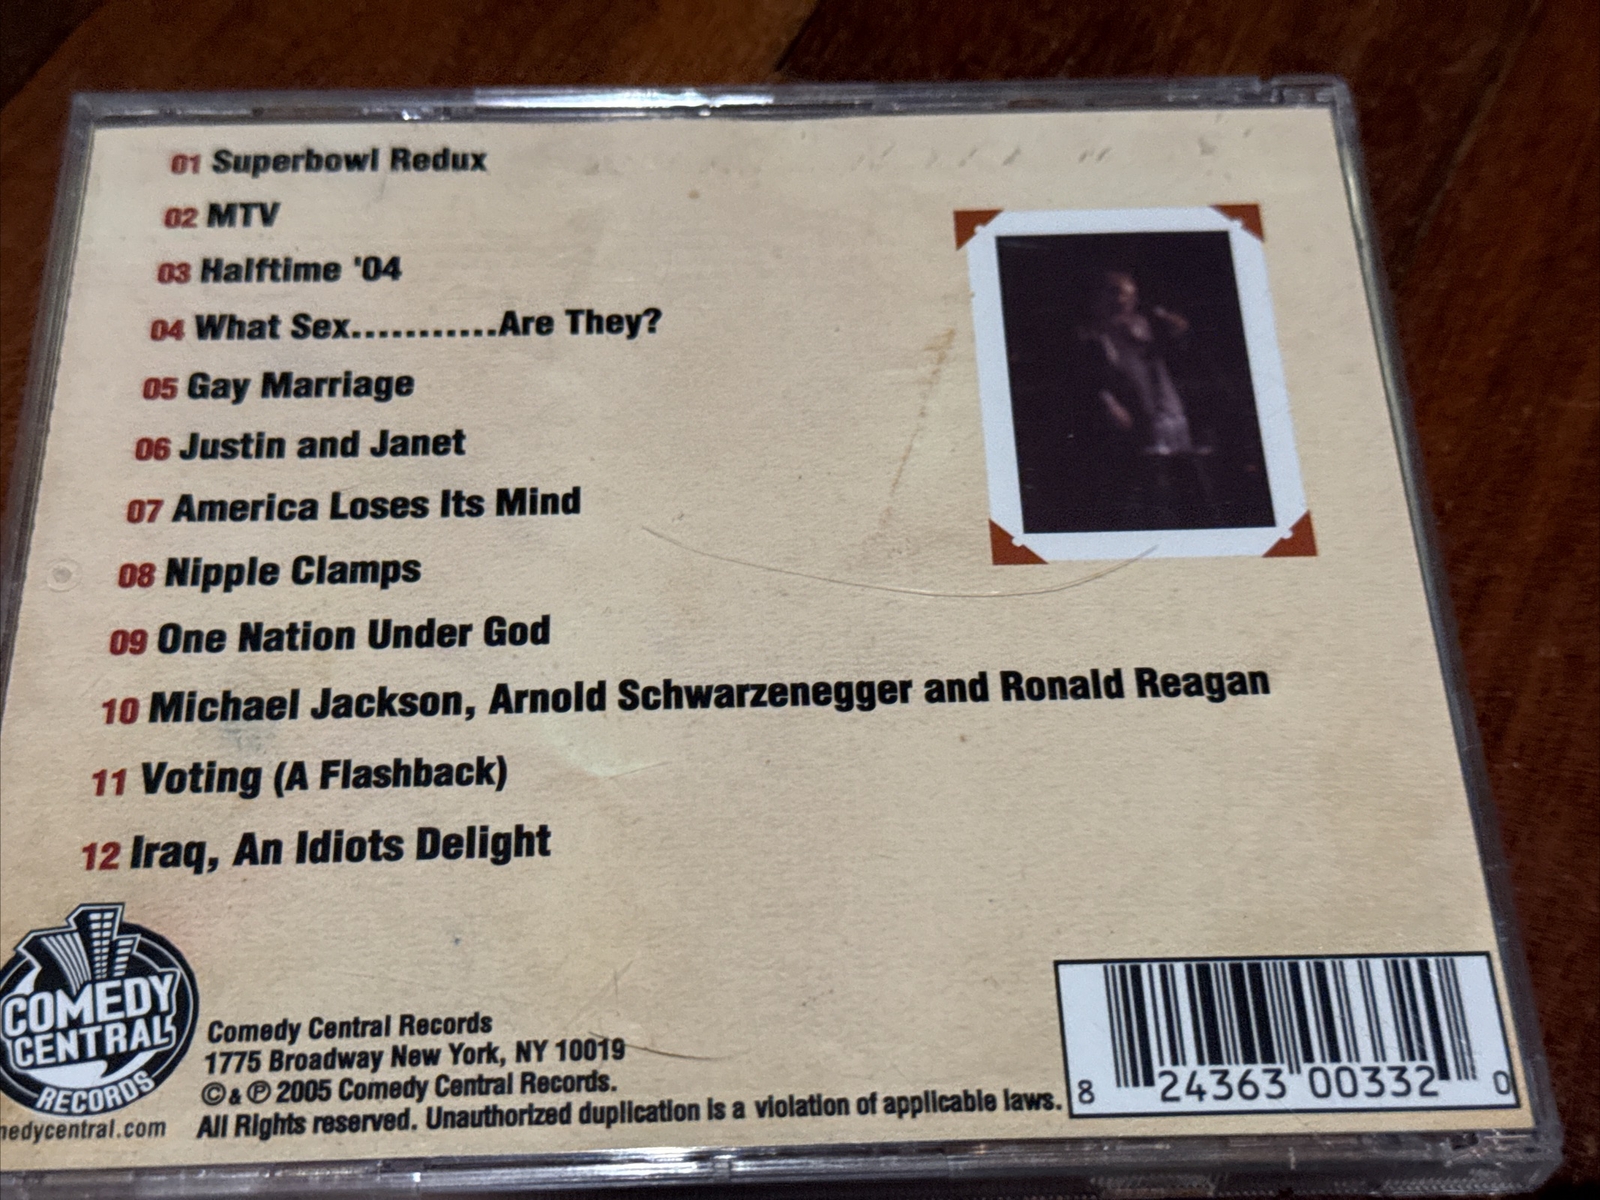 01 Superbowl Redux
02 MTV
03 Halftime '04
04 What Sex...........Are They?
05 Gay Marriage
06 Justin and Janet
07 America Loses Its Mind
08 Nipple Clamps
09 One Nation Under God
10 Michael Jackson, Arnold Schwarzenegger and Ronald Reagan
11 Voting (A Flashback)
12 Iraq, An Idiots Delight
COMEDY
CENTRAL
RECORDS
nedycentral.com
Comedy Central Records
1775 Broadway New York, NY 10019
© & ℗ 2005 Comedy Central Records.
All Rights reserved. Unauthorized duplication is a violation of applicable laws.
8 24363 00332 0